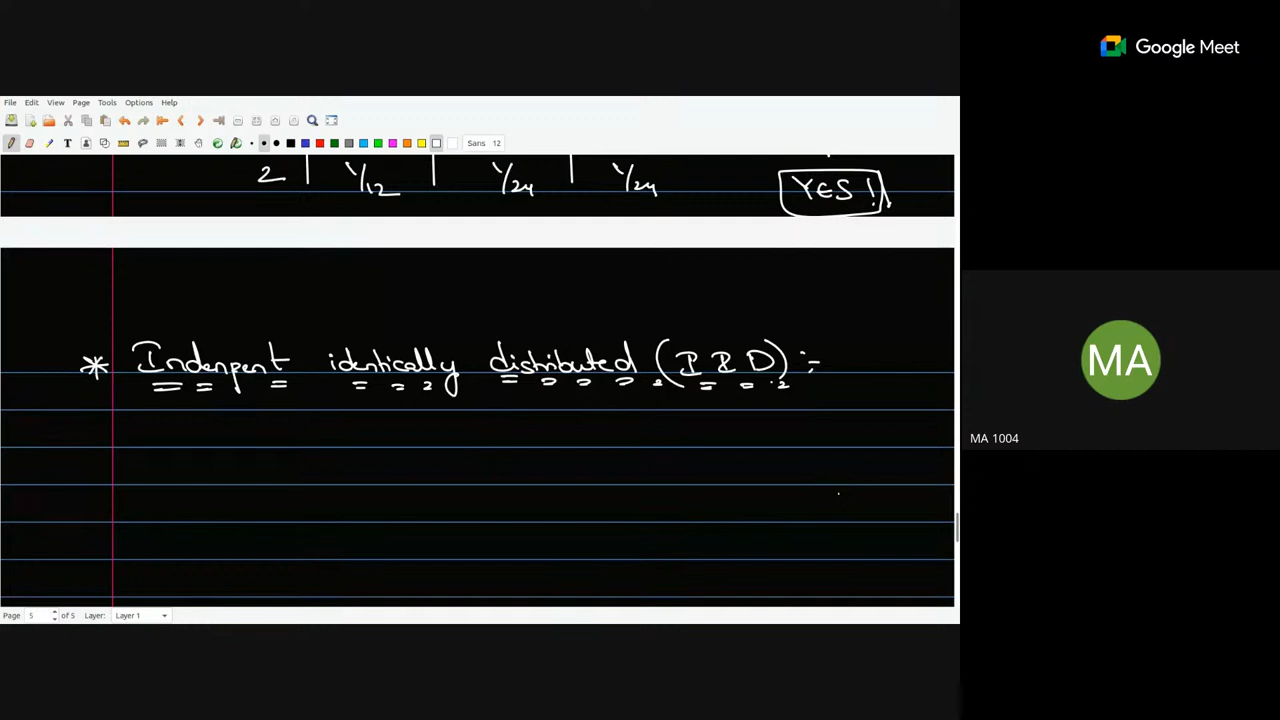 Google Meet
File Edit View Page Tools Options Help
Sans 12
2 1/12 1/24 1/24 YES!!
* Indenpent identically distributed (IID) :-
MA
MA 1004
Page 5 of 5 Layer: Layer 1